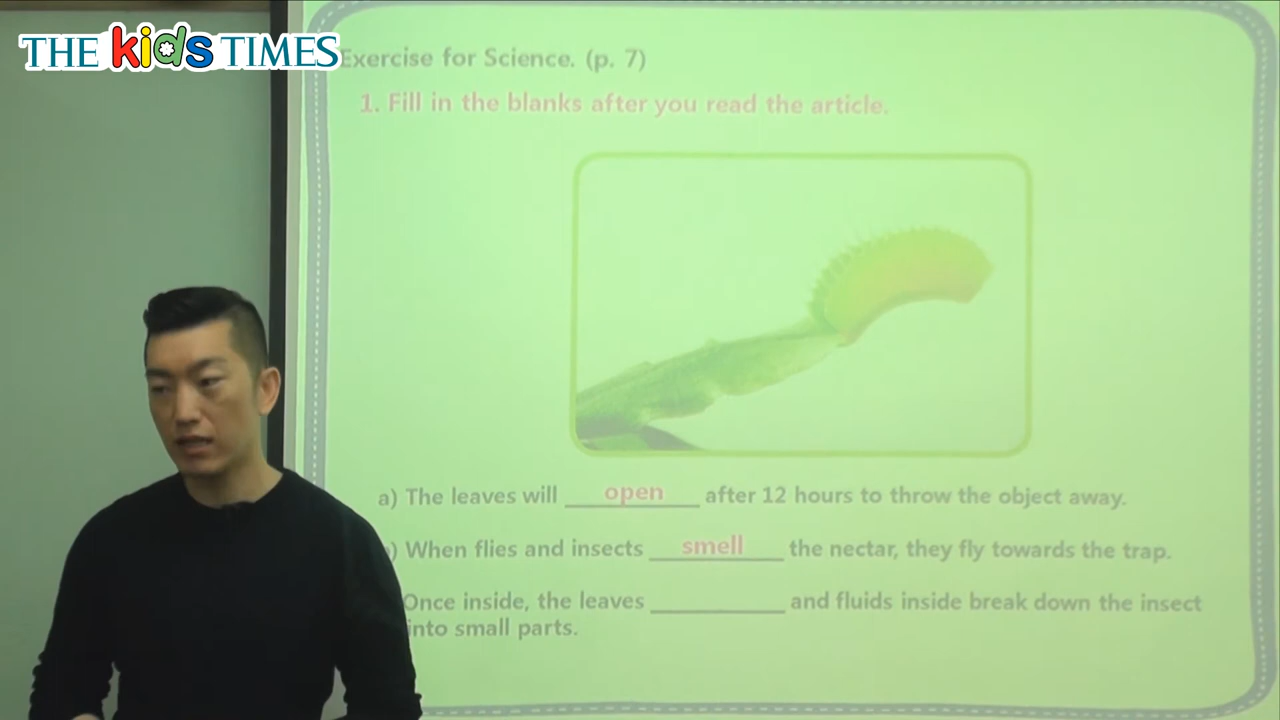 THE kids TIMES
Exercise for Science. (p. 7)
1. Fill in the blanks after you read the article.
a) The leaves will open after 12 hours to throw the object away.
) When flies and insects smell the nectar, they fly towards the trap.
Once inside, the leaves __________ and fluids inside break down the insect
into small parts.